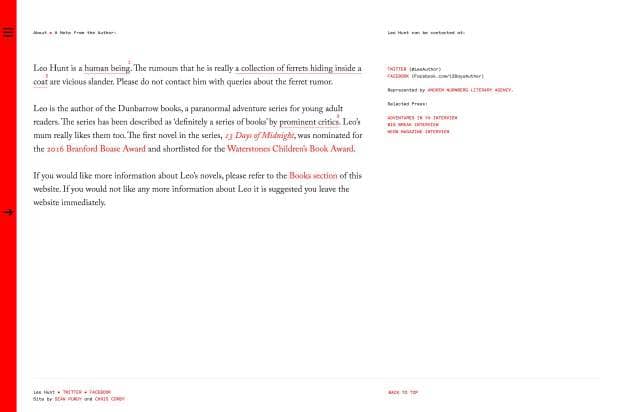 About ● A Note From the Author:
Leo Hunt is a human being. The rumours that he is really a collection of ferrets hiding inside a
coat are vicious slander. Please do not contact him with queries about the ferret rumor.
Leo is the author of the Dunbarrow books, a paranormal adventure series for young adult
readers. The series has been described as ‘definitely a series of books’ by prominent critics. Leo’s
mum really likes them too. The first novel in the series, 13 Days of Midnight, was nominated for
the 2016 Branford Boase Award and shortlisted for the Waterstones Children’s Book Award.
If you would like more information about Leo’s novels, please refer to the Books section of this
website. If you would not like any more information about Leo it is suggested you leave the
website immediately.
Leo Hunt can be contacted at:
TWITTER (@LeoAuthor)
FACEBOOK (Facebook.com/13DaysAuthor)
Represented by ANDREW NURNBERG LITERARY AGENCY.
Selected Press:
ADVENTURES IN YA INTERVIEW
BIG BREAK INTERVIEW
NEON MAGAZINE INTERVIEW
Leo Hunt ● TWITTER + FACEBOOK
Site by SEAN PURDY and CHRIS CORBY
BACK TO TOP